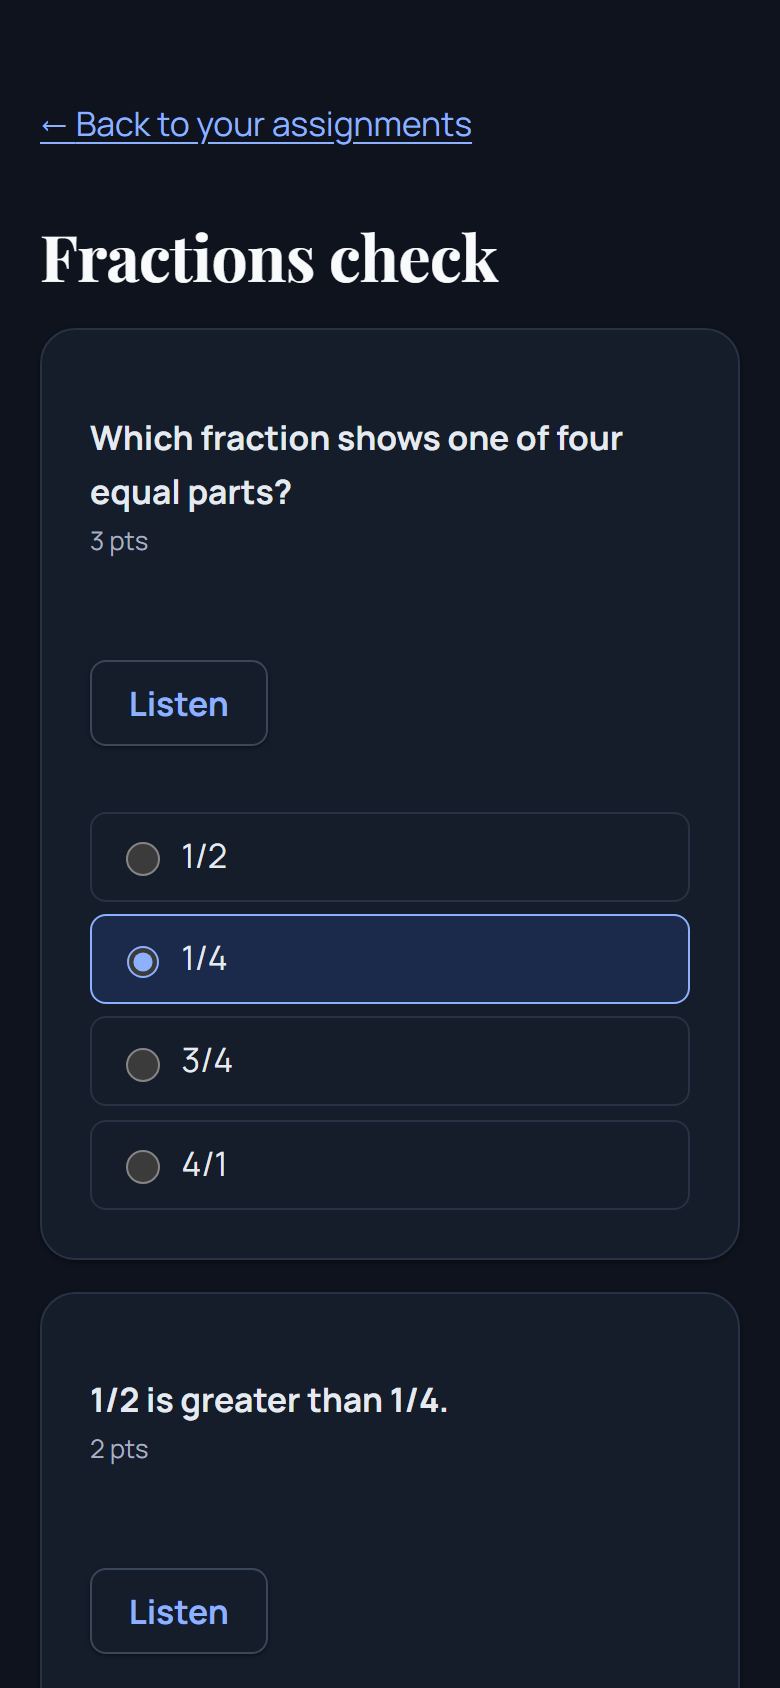 ← Back to your assignments
Fractions check
Which fraction shows one of four
equal parts?
3 pts
Listen
1/2
1/4
3/4
4/1
1/2 is greater than 1/4.
2 pts
Listen